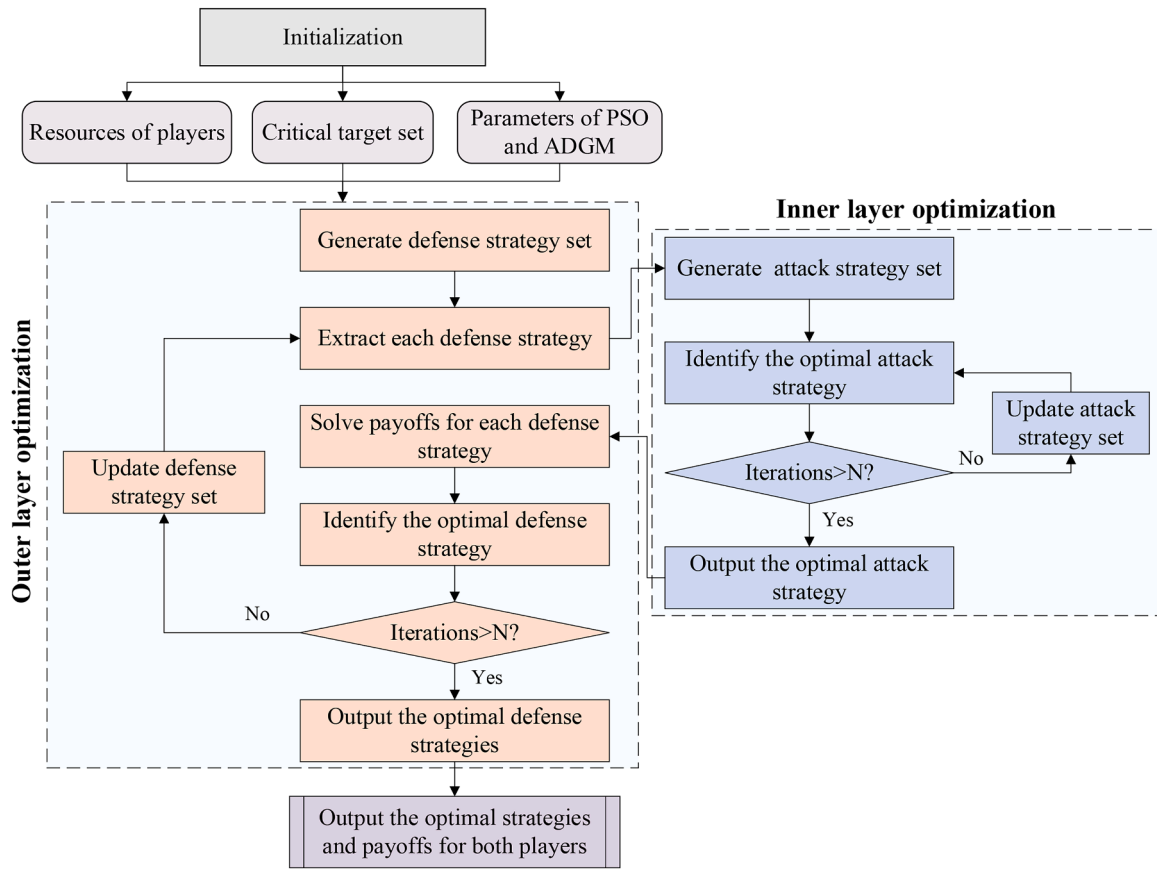 Initialization
Resources of players
Critical target set
Parameters of PSO
and ADGM
Outer layer optimization
Generate defense strategy set
Extract each defense strategy
Solve payoffs for each defense
strategy
Update defense
strategy set
Identify the optimal defense
strategy
No
Iterations>N?
Yes
Output the optimal defense
strategies
Output the optimal strategies
and payoffs for both players
Inner layer optimization
Generate attack strategy set
Identify the optimal attack
strategy
Update attack
strategy set
Iterations>N?
No
Yes
Output the optimal attack
strategy